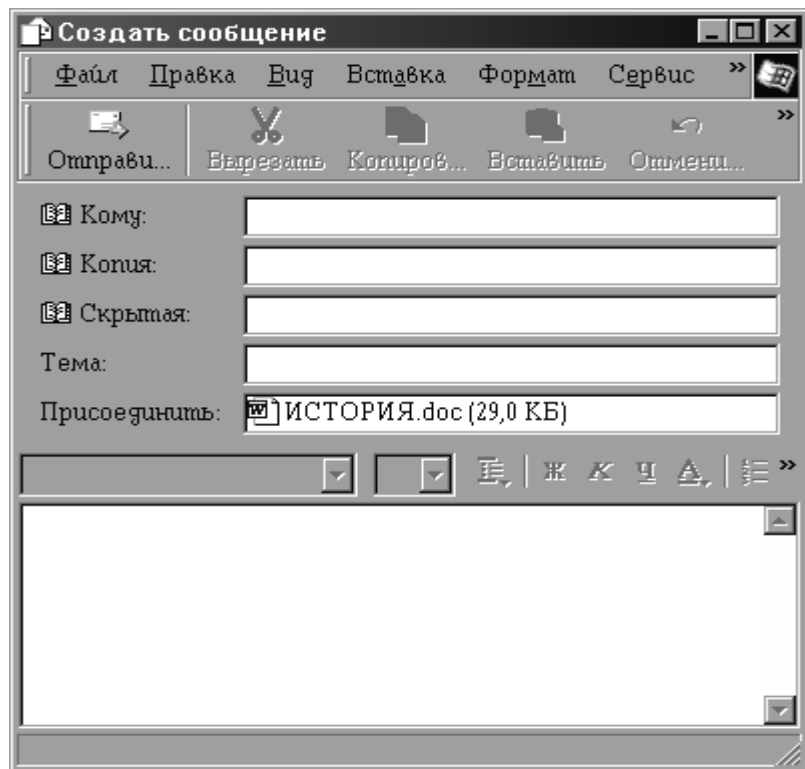 Создать сообщение
Файл Правка Вид Вставка Формат Сервис »
Отправи... Вырезать Копиров... Вставить Отмени... »
Кому:
Копия:
Скрытая:
Тема:
Присоединить: ИСТОРИЯ.doc (29,0 КБ)
Ж К Ч А »